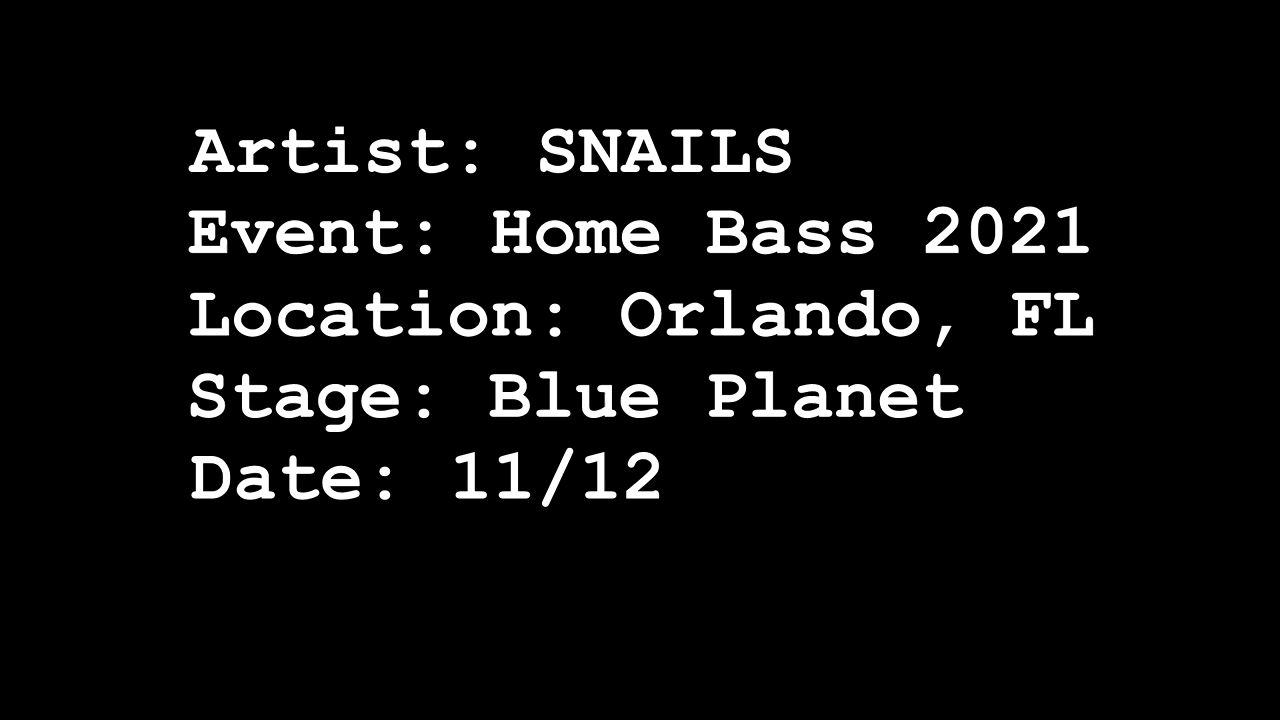 Artist: SNAILS
Event: Home Bass 2021
Location: Orlando, FL
Stage: Blue Planet
Date: 11/12